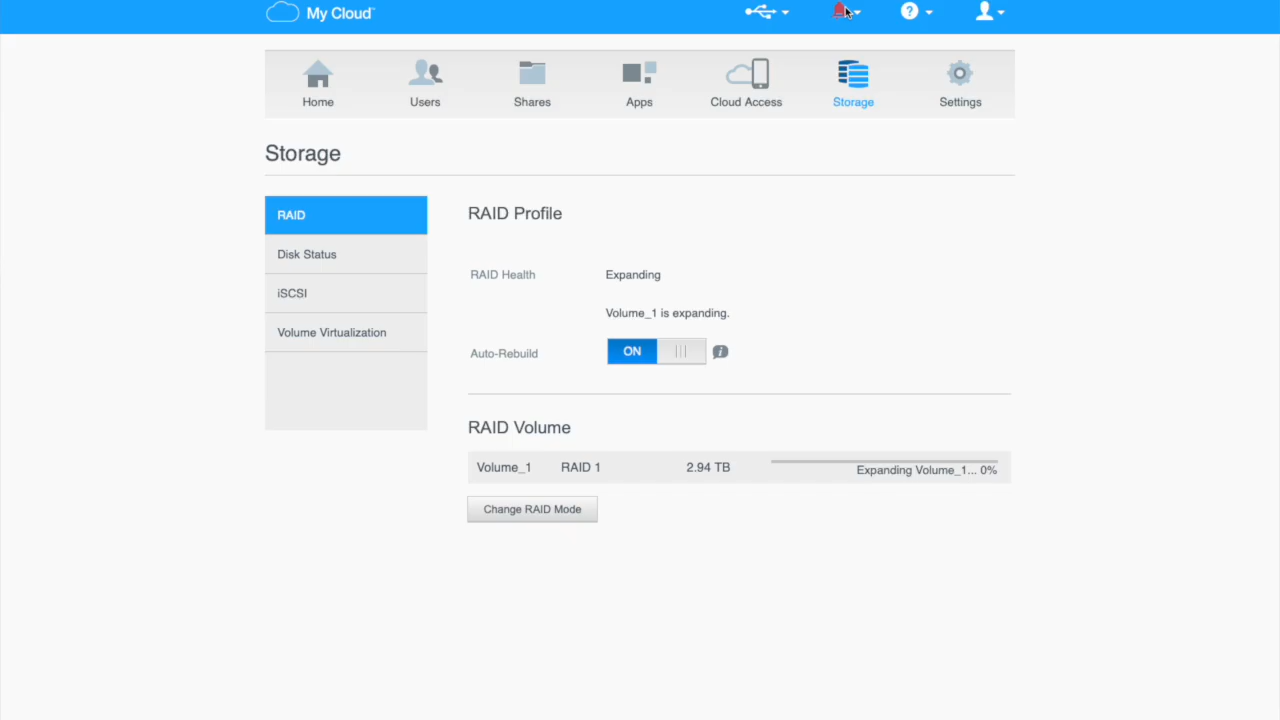 My Cloud™
?
Home Users Shares Apps Cloud Access Storage Settings
Storage
RAID
Disk Status
iSCSI
Volume Virtualization
RAID Profile
RAID Health Expanding
Volume_1 is expanding.
Auto-Rebuild ON i
RAID Volume
Volume_1 RAID 1 2.94 TB Expanding Volume_1... 0%
Change RAID Mode